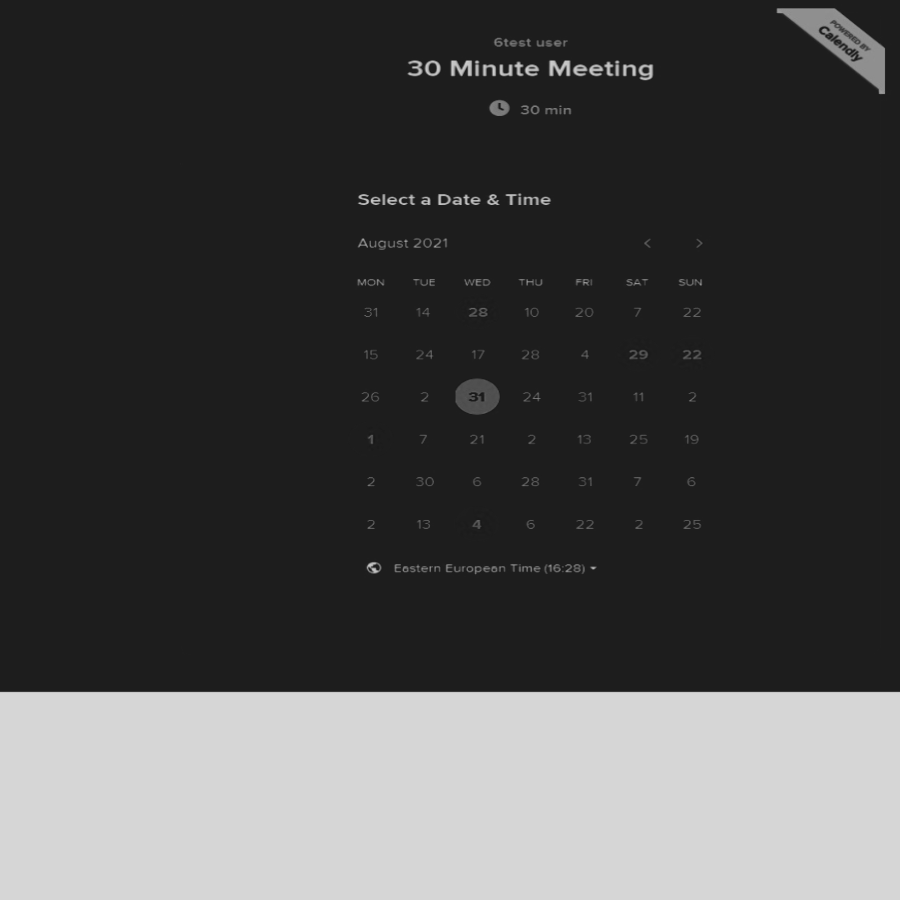 POWERED BY
Calendly
6test user
30 Minute Meeting
30 min
Select a Date & Time
August 2021
MON TUE WED THU FRI SAT SUN
31 14 28 10 20 7 22
15 24 17 28 4 29 22
26 2 31 24 31 11 2
1 7 21 2 13 25 19
2 30 6 28 31 7 6
2 13 4 6 22 2 25
Eastern European Time (16:28)